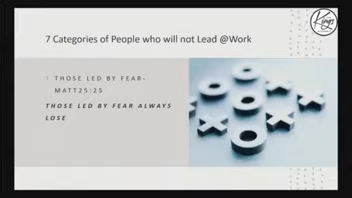 Kings
7 Categories of People who will not Lead @Work
THOSE LED BY FEAR-
MATT25:25
THOSE LED BY FEAR ALWAYS
LOSE